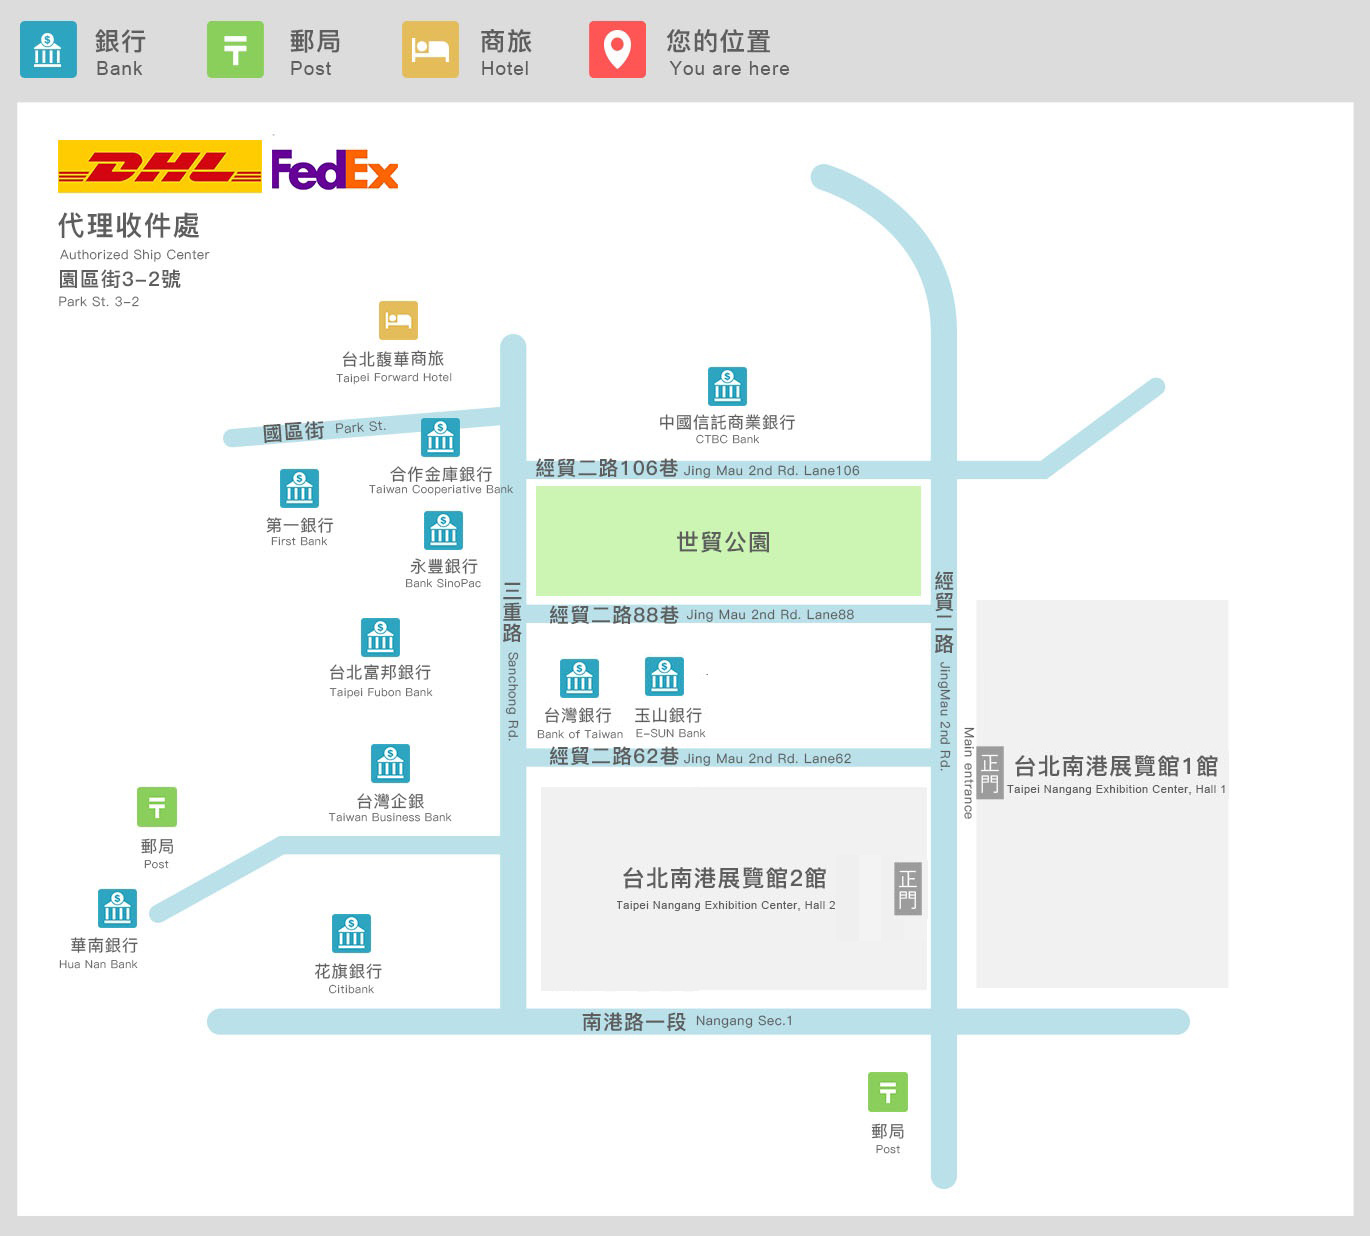 銀行
Bank
郵局
Post
商旅
Hotel
您的位置
You are here
DHL
FedEx
代理收件處
Authorized Ship Center
園區街3-2號
Park St. 3-2
台北馥華商旅
Taipei Forward Hotel
國區街 Park St.
中國信託商業銀行
CTBC Bank
合作金庫銀行
Taiwan Cooperiative Bank
經貿二路106巷 Jing Mau 2nd Rd. Lane106
第一銀行
First Bank
永豐銀行
Bank SinoPac
世貿公園
三重路 Sanchong Rd.
經貿二路 JingMau 2nd Rd.
經貿二路88巷 Jing Mau 2nd Rd. Lane88
台北富邦銀行
Taipei Fubon Bank
台灣銀行
Bank of Taiwan
玉山銀行
E-SUN Bank
經貿二路62巷 Jing Mau 2nd Rd. Lane62
Main entrance
正門
台北南港展覽館1館
Taipei Nangang Exhibition Center, Hall 1
台灣企銀
Taiwan Business Bank
郵局
Post
台北南港展覽館2館
Taipei Nangang Exhibition Center, Hall 2
正門
華南銀行
Hua Nan Bank
花旗銀行
Citibank
南港路一段 Nangang Sec.1
郵局
Post